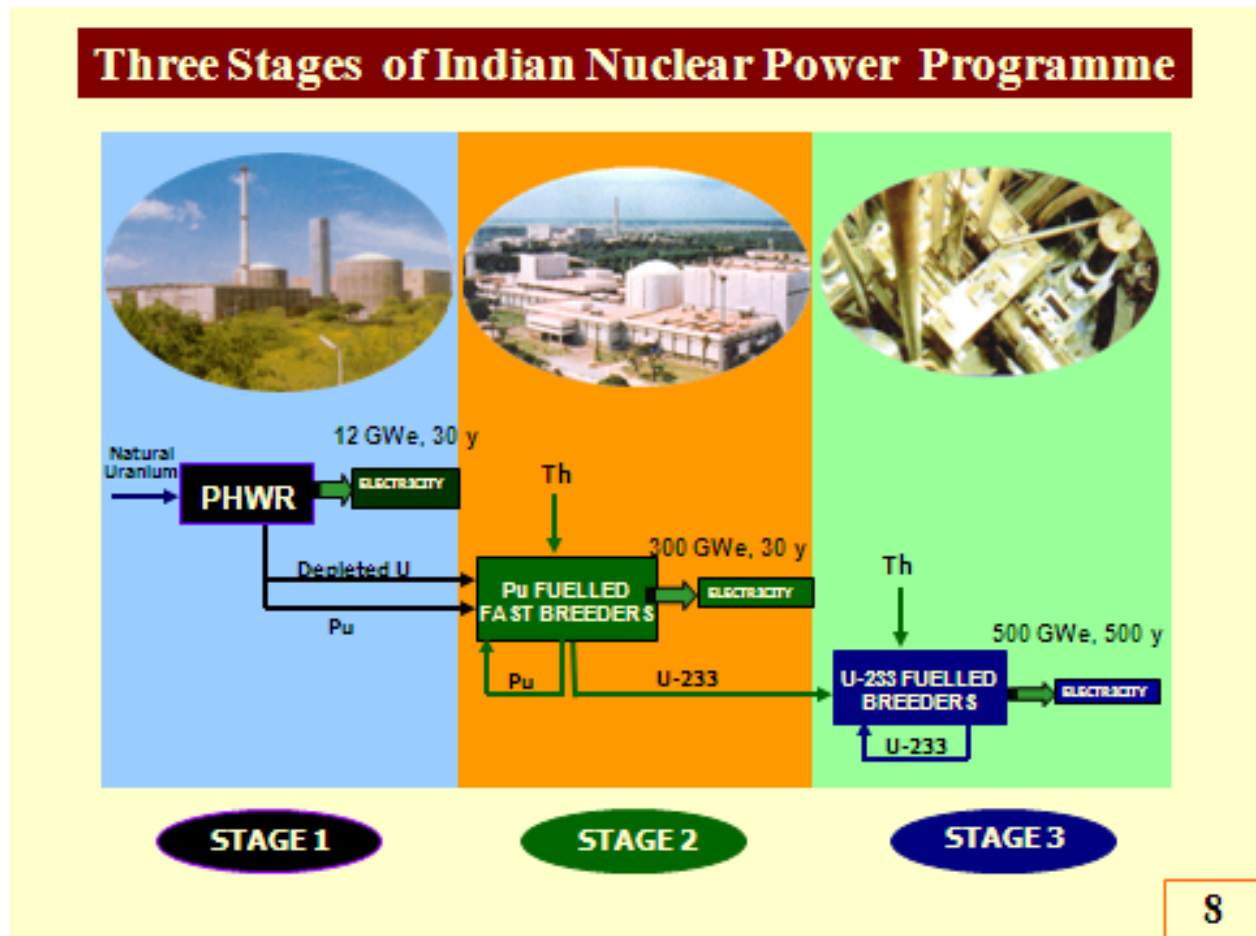 Three Stages of Indian Nuclear Power Programme
12 GWe, 30 y
Natural
Uranium
PHWR
ELECTRICITY
Depleted U
Pu
Th
300 GWe, 30 y
Pu FUELLED
FAST BREEDERS
ELECTRICITY
Pu
U-233
Th
500 GWe, 500 y
U-233 FUELLED
BREEDERS
ELECTRICITY
U-233
STAGE 1
STAGE 2
STAGE 3
8